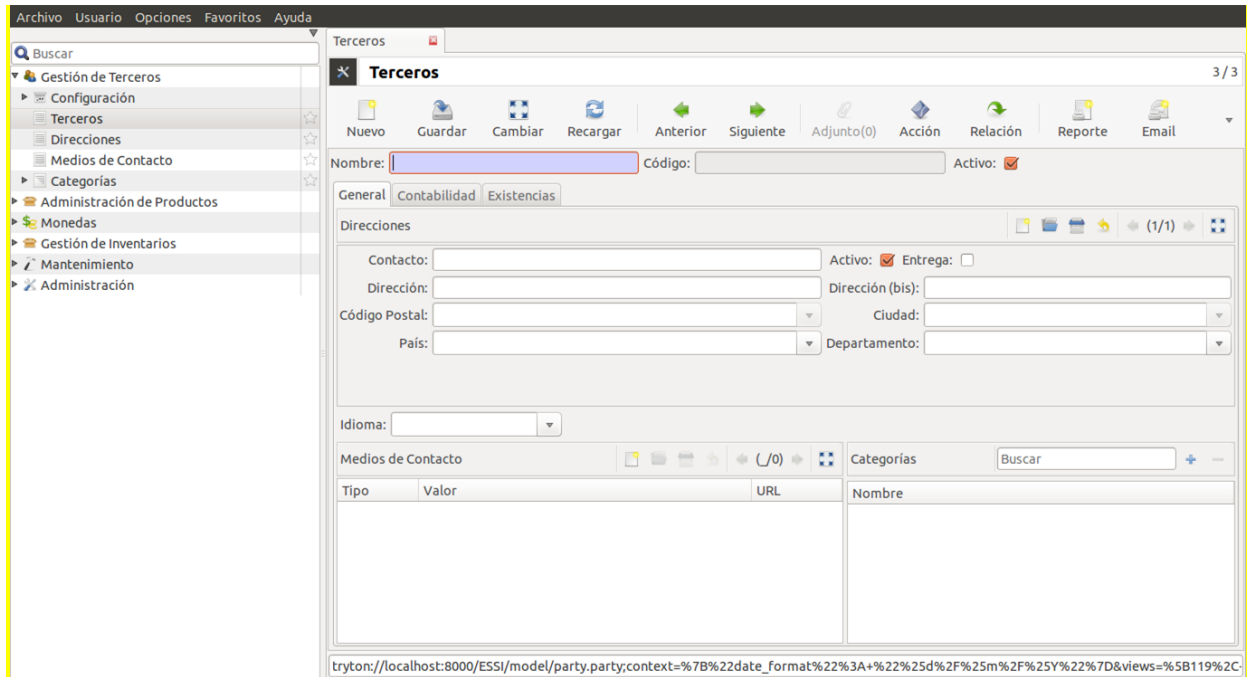 Archivo Usuario Opciones Favoritos Ayuda
Buscar
Gestión de Terceros
Configuración
Terceros
Direcciones
Medios de Contacto
Categorías
Administración de Productos
Monedas
Gestión de Inventarios
Mantenimiento
Administración
Terceros
Terceros 3 / 3
Nuevo Guardar Cambiar Recargar Anterior Siguiente Adjunto(0) Acción Relación Reporte Email
Nombre: Código: Activo:
General Contabilidad Existencias
Direcciones (1/1)
Contacto: Activo: Entrega:
Dirección: Dirección (bis):
Código Postal: Ciudad:
País: Departamento:
Idioma:
Medios de Contacto (_/0) Categorías Buscar
Tipo Valor URL Nombre
tryton://localhost:8000/ESSI/model/party.party;context=%7B%22date_format%22%3A+%22%25d%2F%25m%2F%25Y%22%7D&views=%5B119%2C-